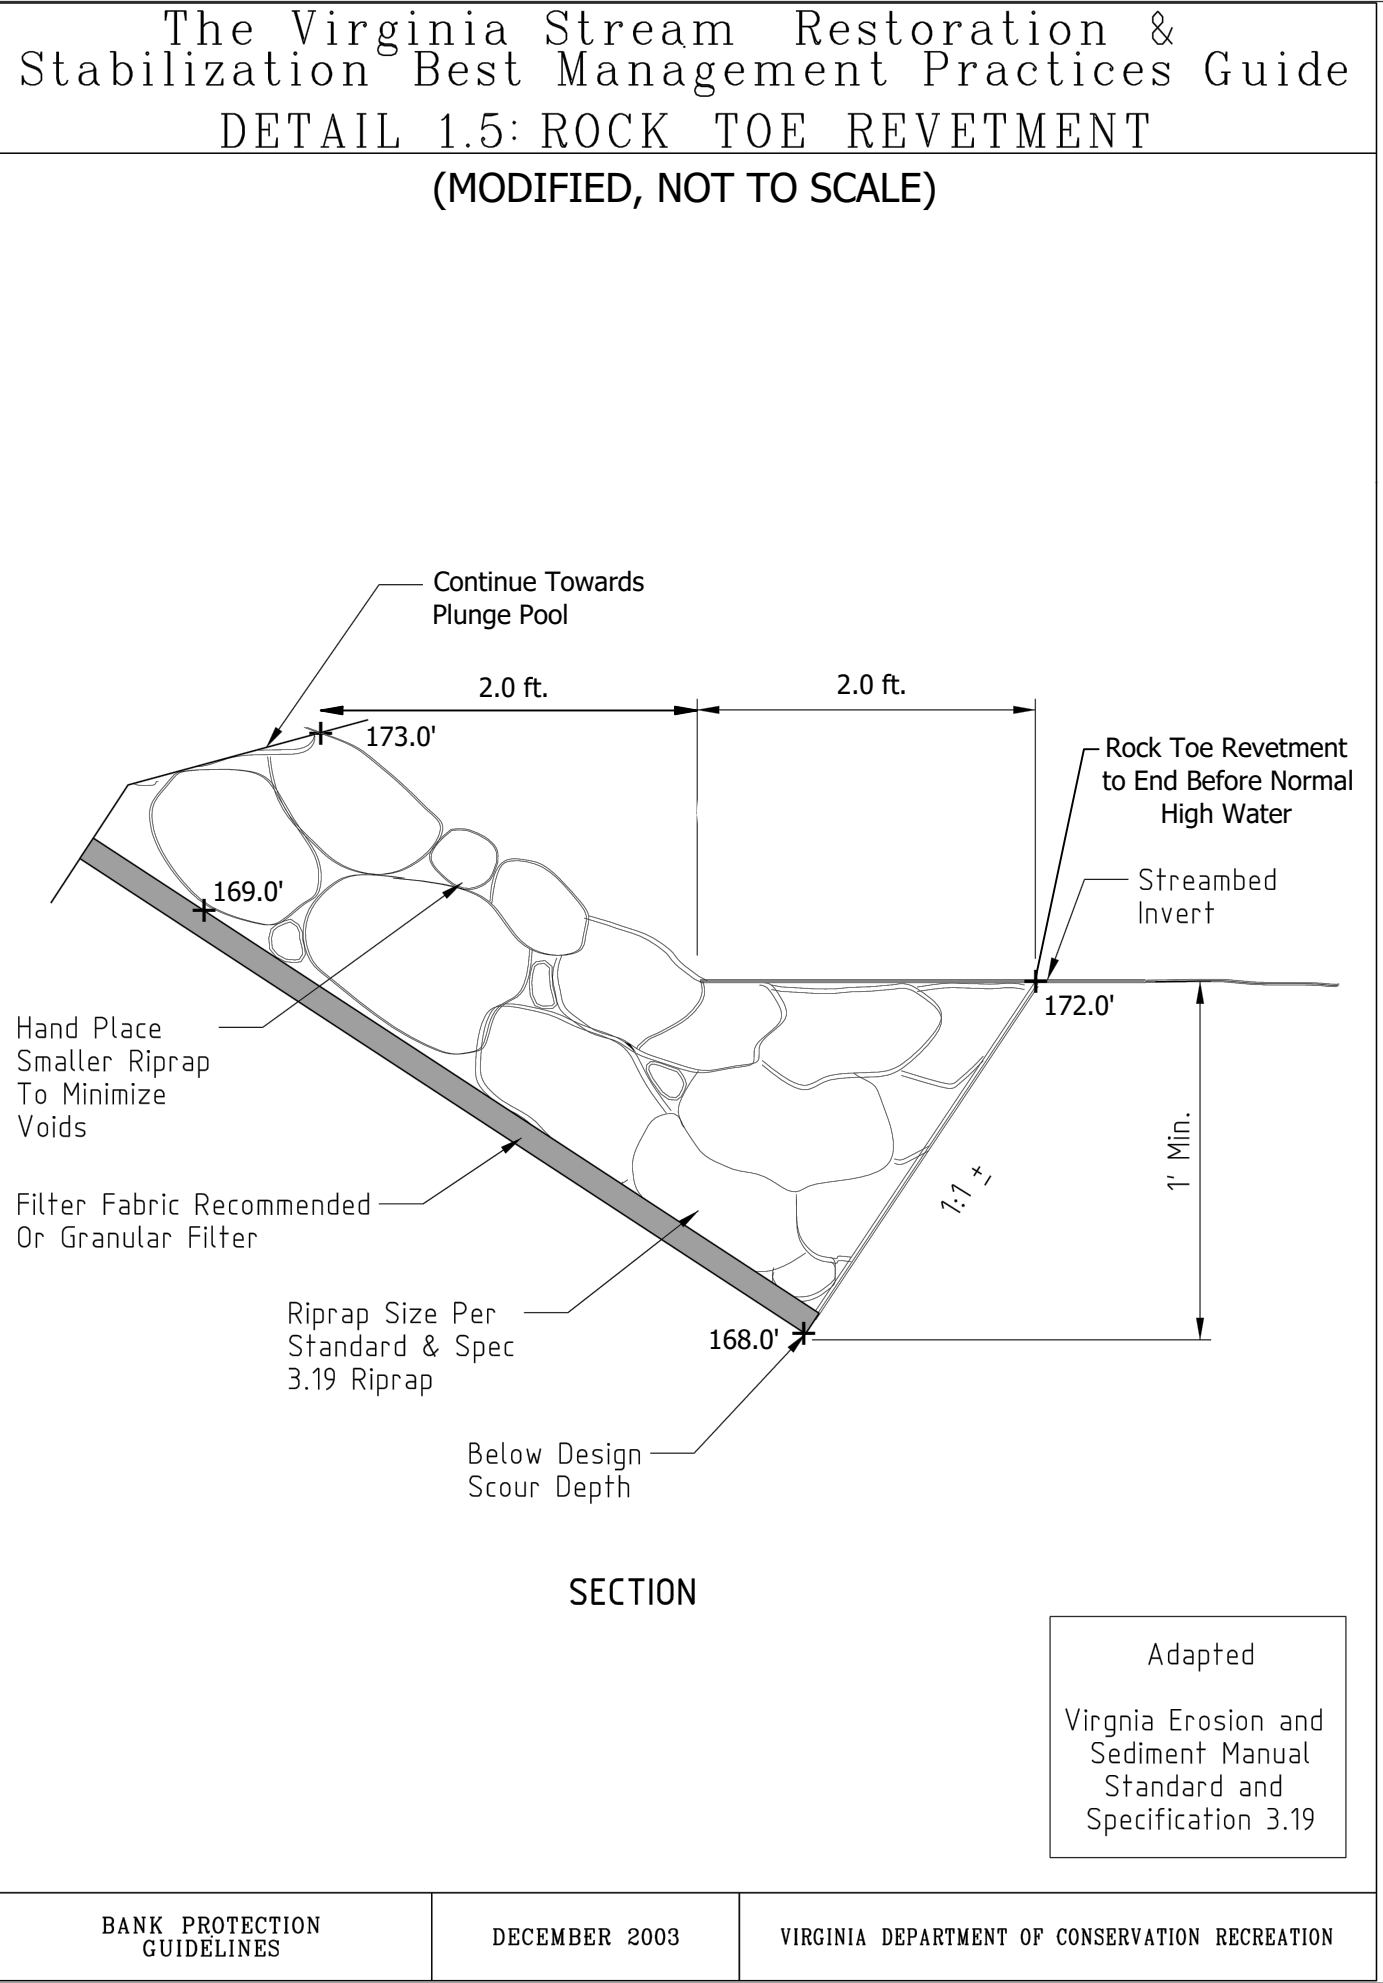 The Virginia Stream Restoration &
Stabilization Best Management Practices Guide
DETAIL 1.5: ROCK TOE REVETMENT
(MODIFIED, NOT TO SCALE)
Continue Towards
Plunge Pool
2.0 ft.
2.0 ft.
173.0'
Rock Toe Revetment
to End Before Normal
High Water
Streambed
Invert
169.0'
172.0'
Hand Place
Smaller Riprap
To Minimize
Voids
1' Min.
1:1 ±
Filter Fabric Recommended
Or Granular Filter
Riprap Size Per
Standard & Spec
3.19 Riprap
168.0'
Below Design
Scour Depth
SECTION
Adapted
Virgnia Erosion and
Sediment Manual
Standard and
Specification 3.19
BANK PROTECTION
GUIDELINES
DECEMBER 2003
VIRGINIA DEPARTMENT OF CONSERVATION RECREATION